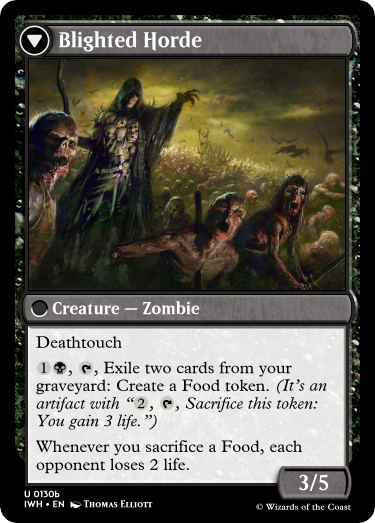 Blighted Horde
Creature — Zombie
Deathtouch
1, Exile two cards from your
graveyard: Create a Food token. (It's an
artifact with “2, Sacrifice this token:
You gain 3 life.”)
Whenever you sacrifice a Food, each
opponent loses 2 life.
3/5
U 0130b
IWH • EN Thomas Elliott
© Wizards of the Coast